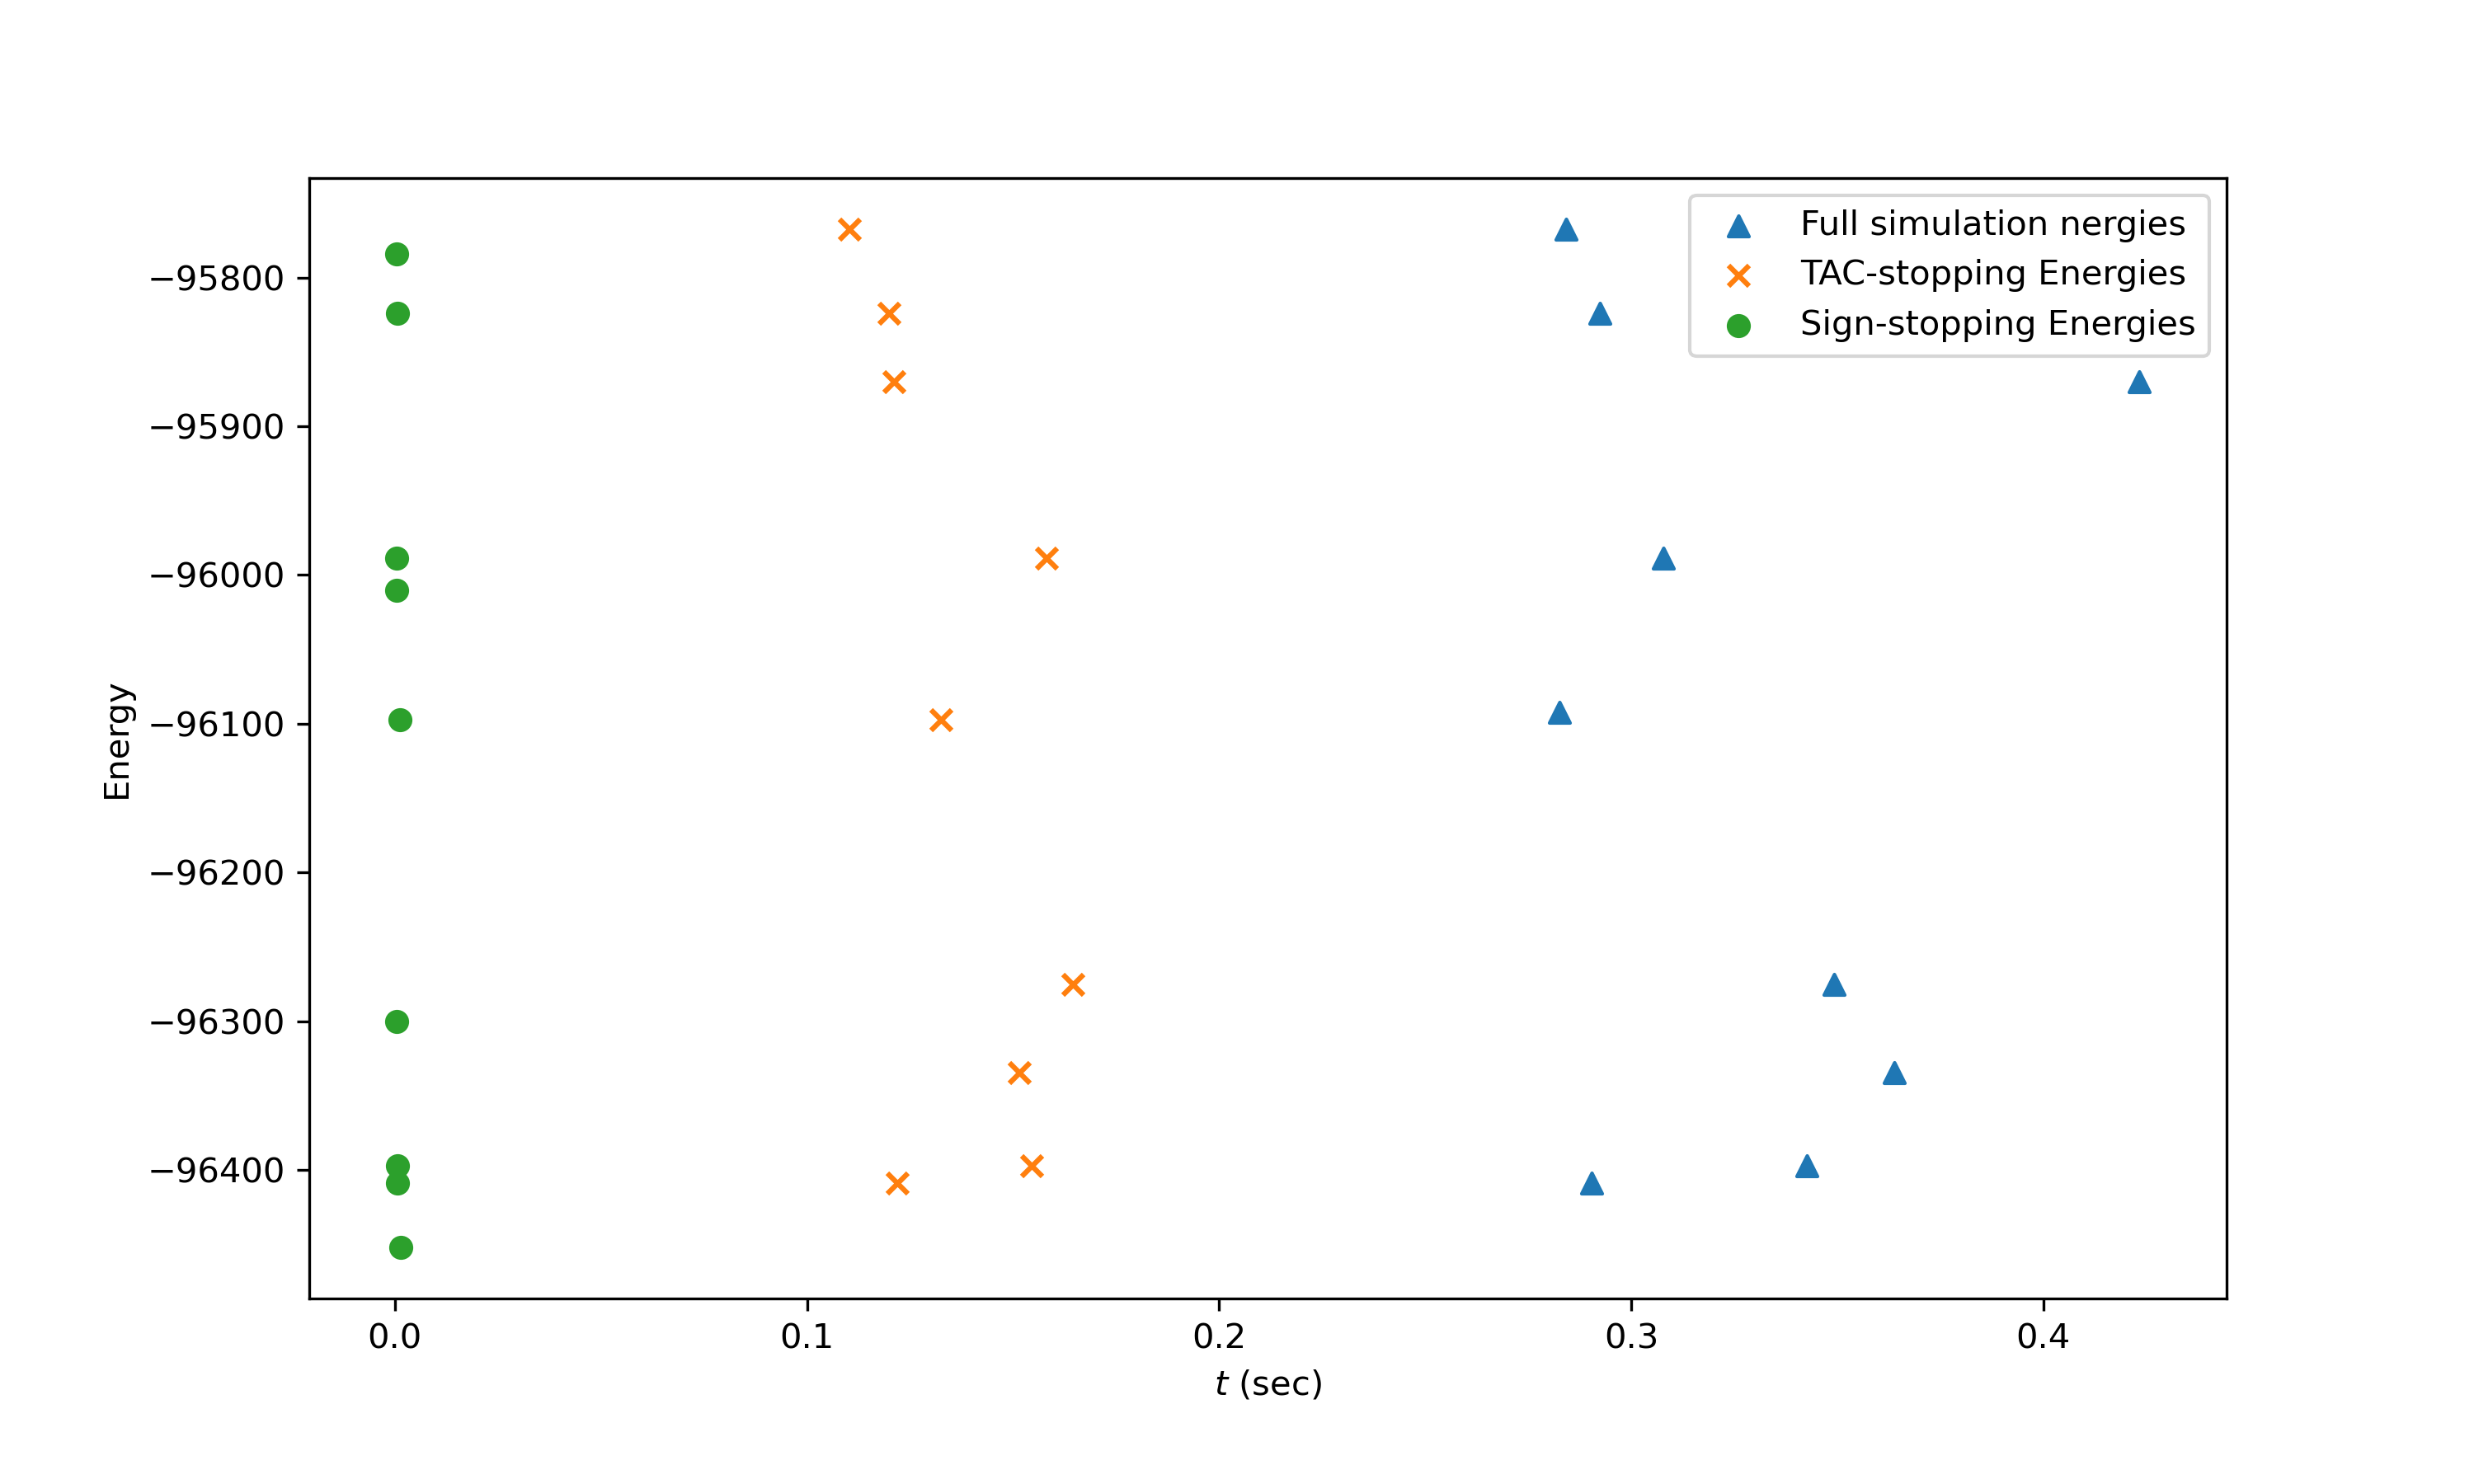 Full simulation nergies
TAC-stopping Energies
Sign-stopping Energies
−95800
−95900
−96000
−96100
−96200
−96300
−96400
Energy
0.0 0.1 0.2 0.3 0.4
t (sec)